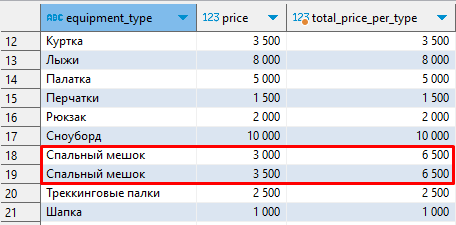 ABC equipment_type 123 price 123 total_price_per_type
12 Куртка 3 500 3 500
13 Лыжи 8 000 8 000
14 Палатка 5 000 5 000
15 Перчатки 1 500 1 500
16 Рюкзак 2 000 2 000
17 Сноуборд 10 000 10 000
18 Спальный мешок 3 000 6 500
19 Спальный мешок 3 500 6 500
20 Треккинговые палки 2 500 2 500
21 Шапка 1 000 1 000